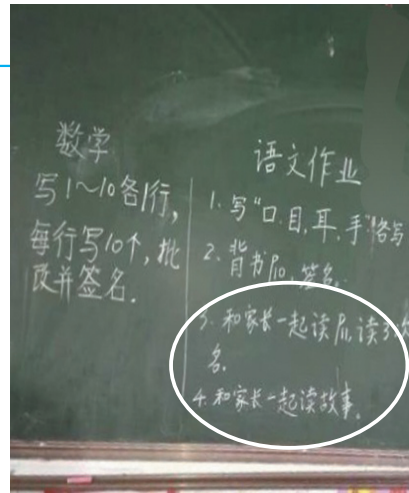 数学
写1~10各1行,
每行写10个,批
改并签名.
语文作业
1.写“口.目.耳.手”各写
2.背书P10,签名.
3.和家长一起读P11,读3次
名.
4.和家长一起读故事.